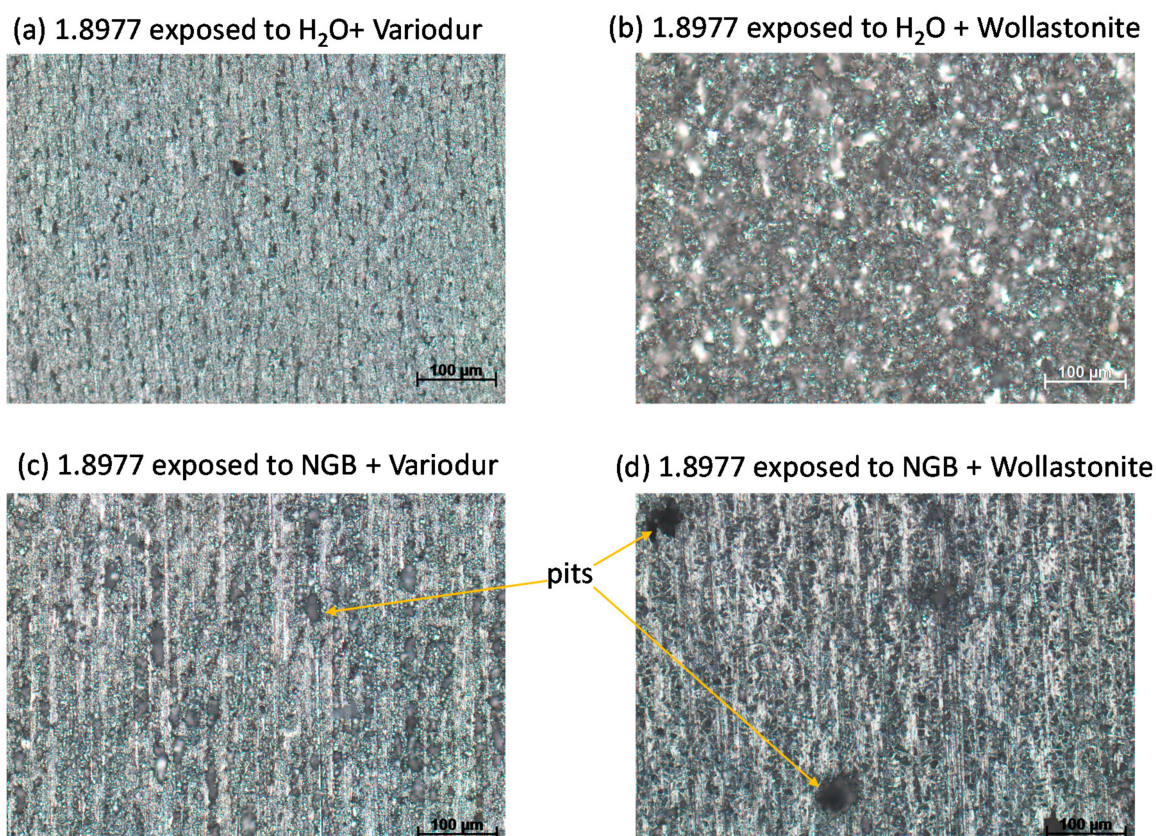 (a) 1.8977 exposed to H₂O+ Variodur
(b) 1.8977 exposed to H₂O + Wollastonite
100 µm
100 µm
(c) 1.8977 exposed to NGB + Variodur
(d) 1.8977 exposed to NGB + Wollastonite
pits
100 µm
100 µm